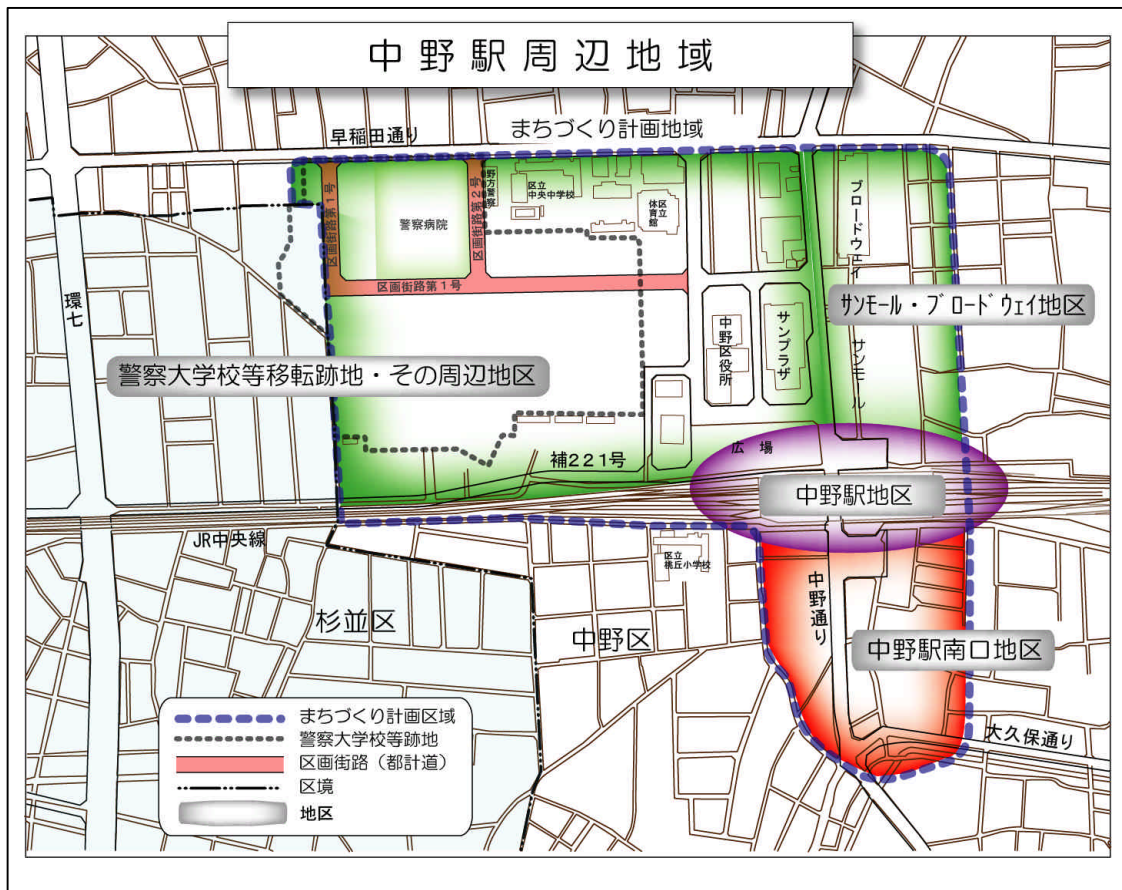 中野駅周辺地域
まちづくり計画地域
早稲田通り
区画街路第1号
警察病院
区画街路第2号
野方警察
区立
中央中学校
区立
体育館
ブロードウェイ
環七
区画街路第1号
サンモール・ブロードウェイ地区
中野区役所
サンプラザ
サンモール
警察大学校等移転跡地・その周辺地区
広場
補221号
中野駅地区
JR中央線
区立
桃丘小学校
中野通り
杉並区
中野区
中野駅南口地区
大久保通り
まちづくり計画区域
警察大学校等跡地
区画街路（都計道）
区境
地区